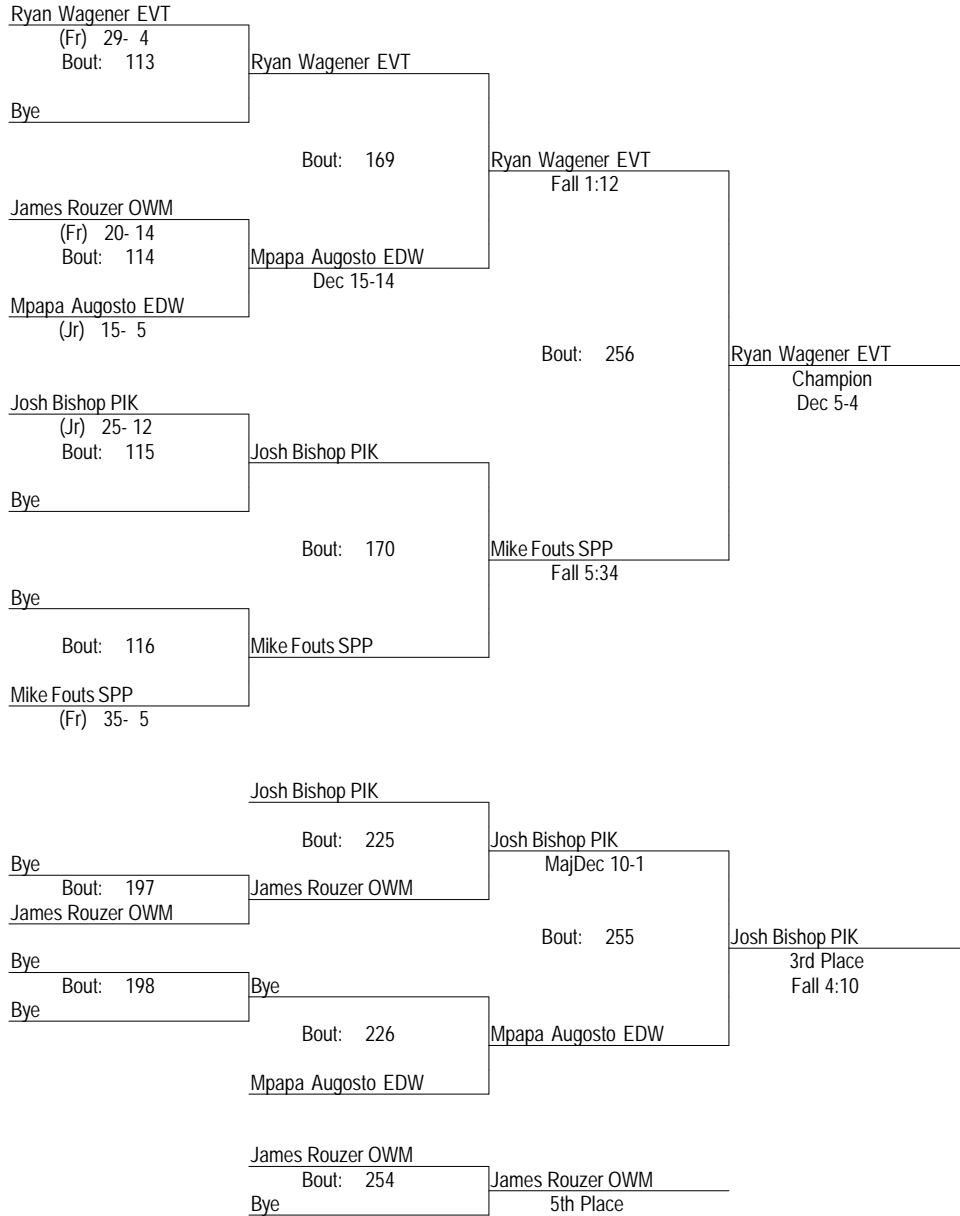 Ryan Wagener EVT
(Fr) 29- 4
Bout: 113
Ryan Wagener EVT
Bye
Bout: 169
Ryan Wagener EVT
Fall 1:12
James Rouzer OWM
(Fr) 20- 14
Bout: 114
Mpapa Augosto EDW
Dec 15-14
Mpapa Augosto EDW
(Jr) 15- 5
Bout: 256
Ryan Wagener EVT
Champion
Dec 5-4
Josh Bishop PIK
(Jr) 25- 12
Bout: 115
Josh Bishop PIK
Bye
Bout: 170
Mike Fouts SPP
Fall 5:34
Bye
Bout: 116
Mike Fouts SPP
Mike Fouts SPP
(Fr) 35- 5
Josh Bishop PIK
Bout: 225
Josh Bishop PIK
MajDec 10-1
Bye
Bout: 197
James Rouzer OWM
James Rouzer OWM
Bout: 255
Josh Bishop PIK
3rd Place
Fall 4:10
Bye
Bout: 198
Bye
Bye
Bout: 226
Mpapa Augosto EDW
Mpapa Augosto EDW
James Rouzer OWM
Bout: 254
James Rouzer OWM
5th Place
Bye